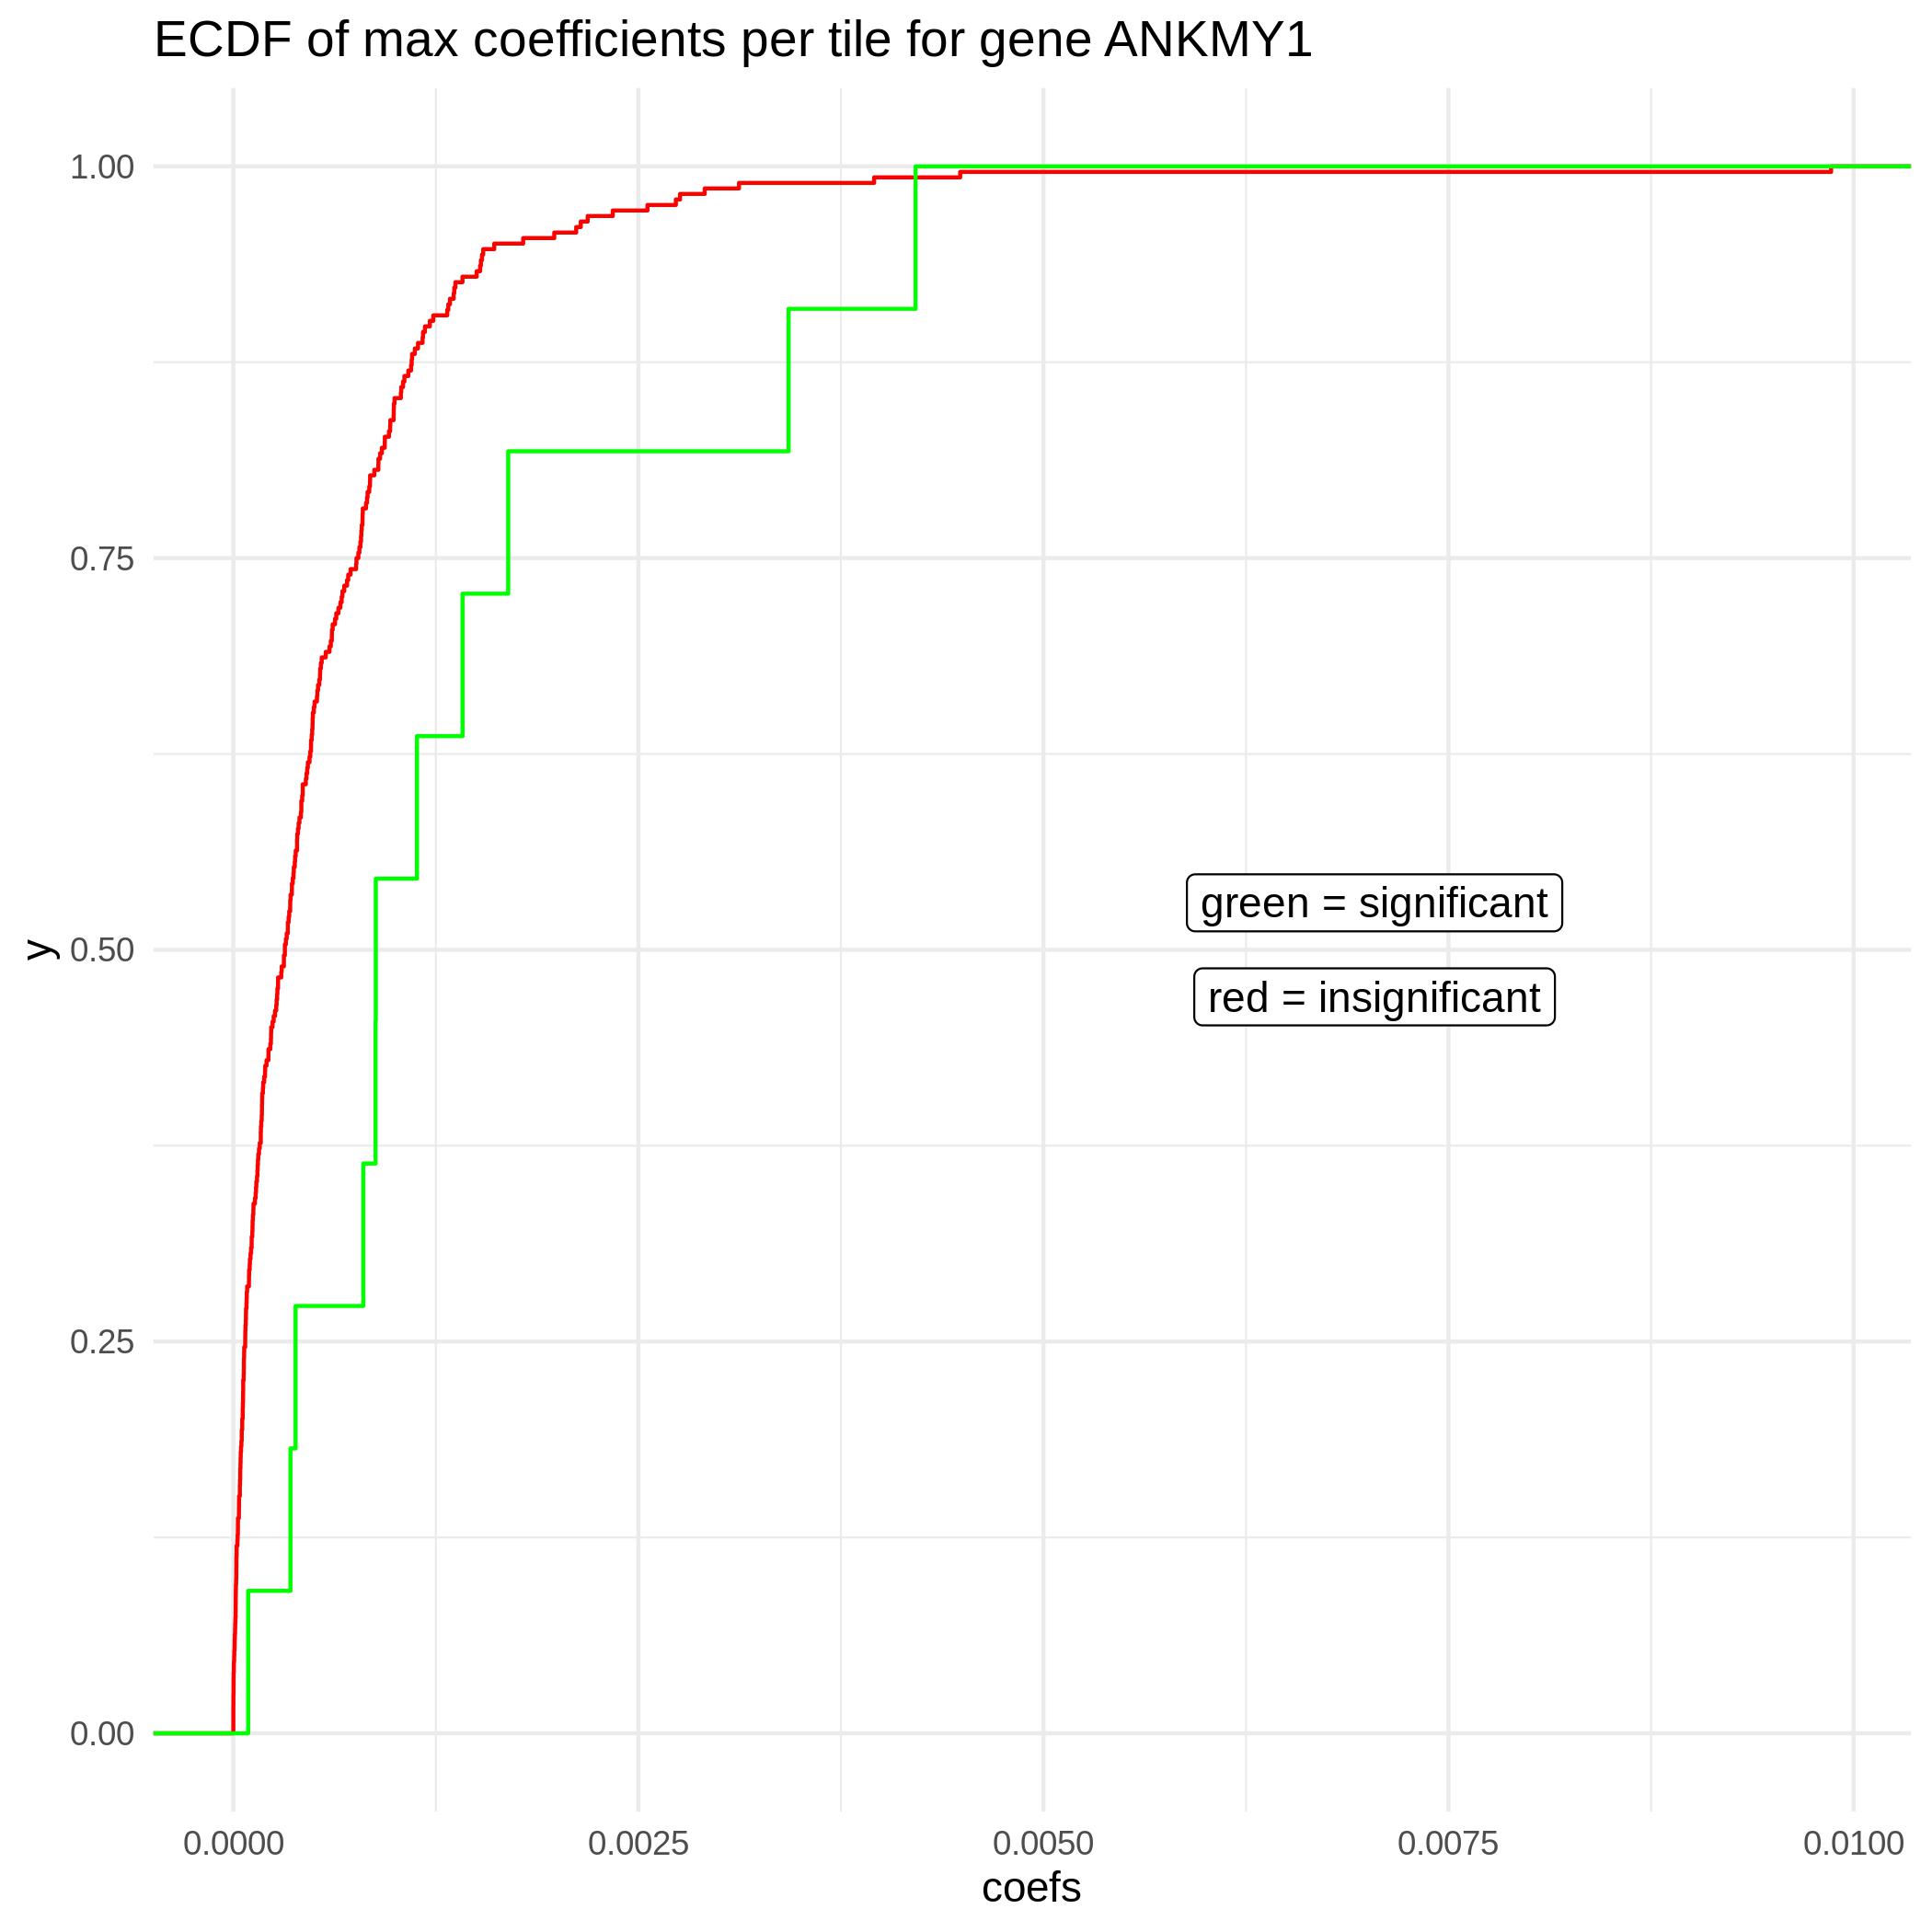 ECDF of max coefficients per tile for gene ANKMY1
1.00
0.75
0.50
0.25
0.00
y
green = significant
red = insignificant
0.0000 0.0025 0.0050 0.0075 0.0100
coefs